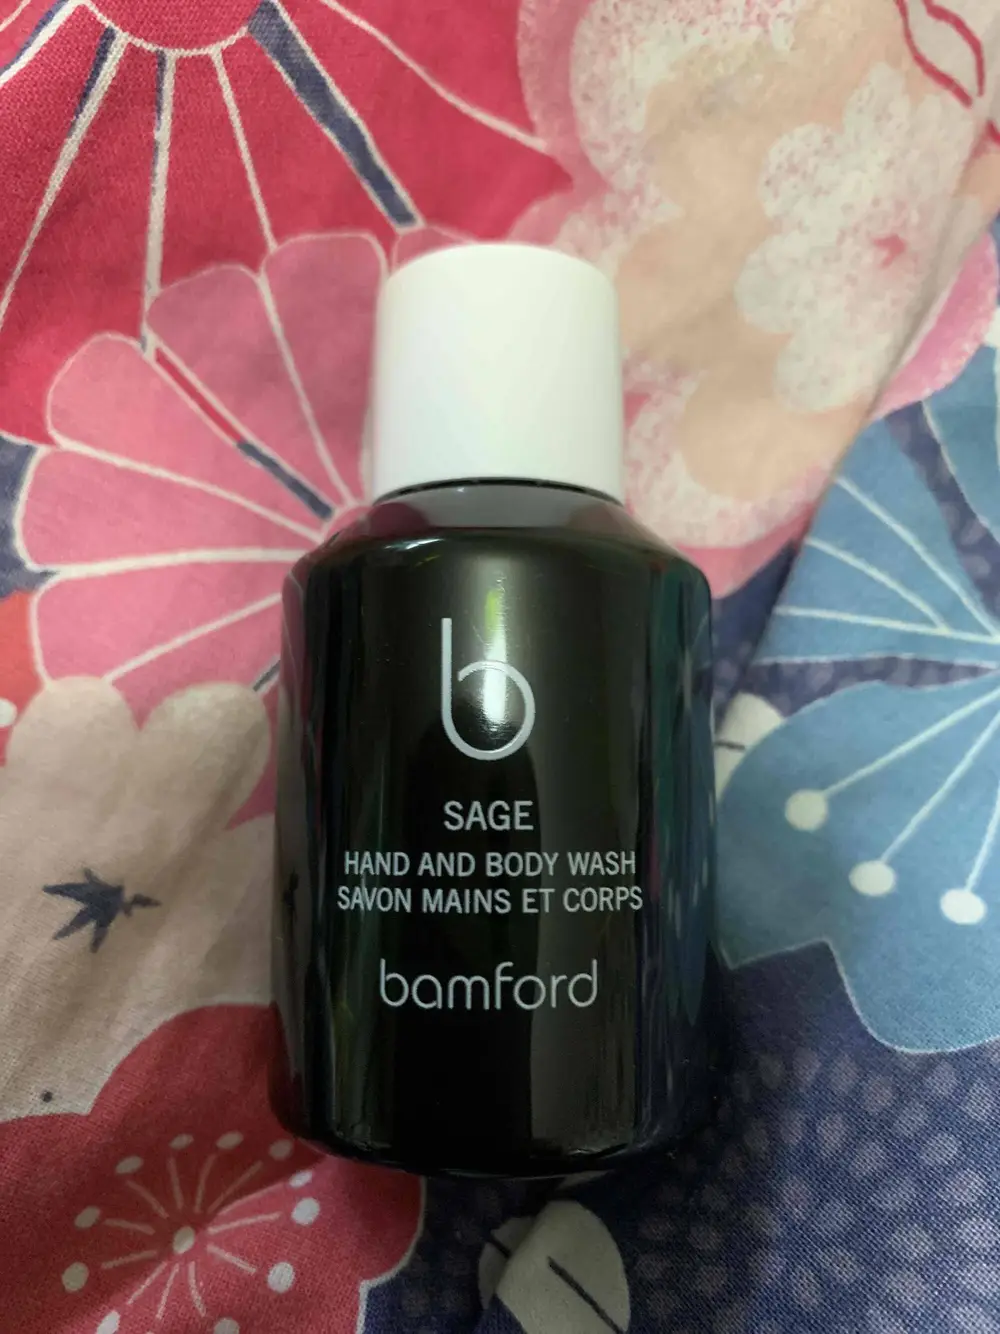 b
SAGE
HAND AND BODY WASH
SAVON MAINS ET CORPS
bamford